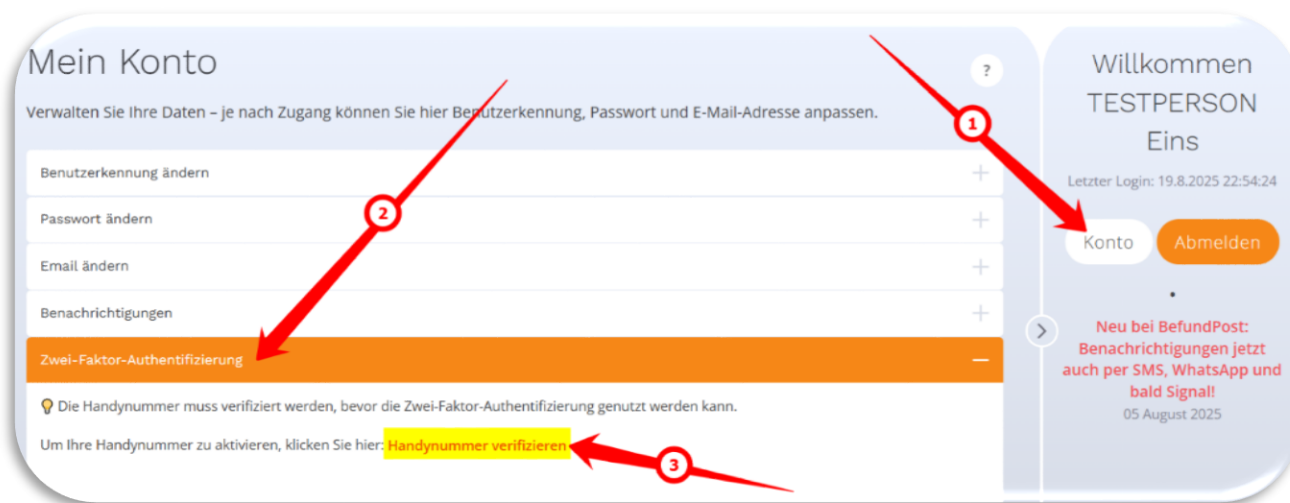 Mein Konto
?
Verwalten Sie Ihre Daten – je nach Zugang können Sie hier Benutzerkennung, Passwort und E-Mail-Adresse anpassen.
Benutzerkennung ändern
Passwort ändern
2
Email ändern
Benachrichtigungen
Zwei-Faktor-Authentifizierung
Die Handynummer muss verifiziert werden, bevor die Zwei-Faktor-Authentifizierung genutzt werden kann.
Um Ihre Handynummer zu aktivieren, klicken Sie hier: Handynummer verifizieren
3
1
Willkommen
TESTPERSON
Eins
Letzter Login: 19.8.2025 22:54:24
Konto
Abmelden
Neu bei BefundPost:
Benachrichtigungen jetzt
auch per SMS, WhatsApp und
bald Signal!
05 August 2025